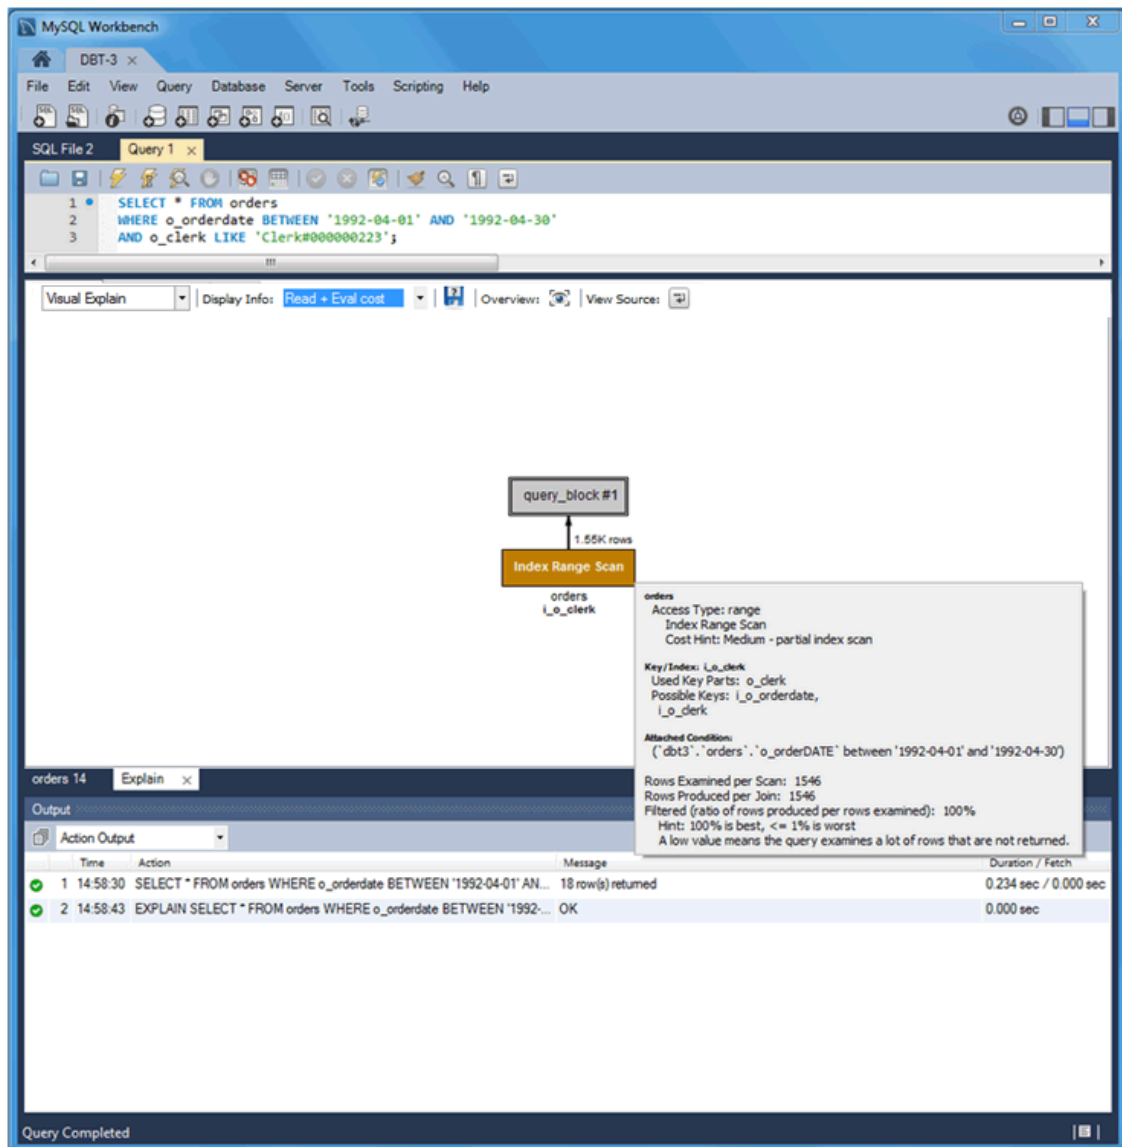 MySQL Workbench
DBT-3
File Edit View Query Database Server Tools Scripting Help
SQL File 2 Query 1
1 SELECT * FROM orders
2 WHERE o_orderdate BETWEEN '1992-04-01' AND '1992-04-30'
3 AND o_clerk LIKE 'Clerk#000000223';
Visual Explain Display Info: Read + Eval cost Overview: View Source:
query_block #1
1.55K rows
Index Range Scan
orders
i_o_clerk
orders
Access Type: range
Index Range Scan
Cost Hint: Medium - partial index scan
Key/Index: i_o_clerk
Used Key Parts: o_clerk
Possible Keys: i_o_orderdate,
i_o_clerk
Attached Condition:
(`dbt3`.`orders`.`o_orderDATE` between '1992-04-01' and '1992-04-30')
Rows Examined per Scan: 1546
Rows Produced per Join: 1546
Filtered (ratio of rows produced per rows examined): 100%
Hint: 100% is best, <= 1% is worst
A low value means the query examines a lot of rows that are not returned.
orders 14 Explain
Output
Action Output
Time Action Message Duration / Fetch
1 14:58:30 SELECT * FROM orders WHERE o_orderdate BETWEEN '1992-04-01' AN... 18 row(s) returned 0.234 sec / 0.000 sec
2 14:58:43 EXPLAIN SELECT * FROM orders WHERE o_orderdate BETWEEN '1992-... OK 0.000 sec
Query Completed